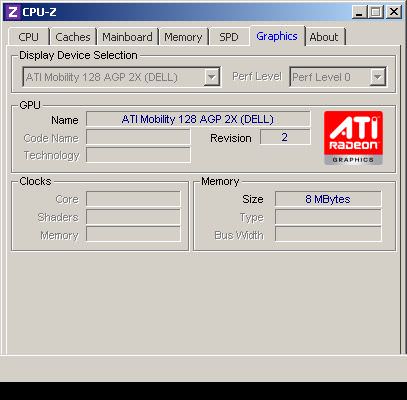 Z CPU-Z
CPU Caches Mainboard Memory SPD Graphics About
Display Device Selection
ATI Mobility 128 AGP 2X (DELL) Perf Level Perf Level 0
GPU
Name ATI Mobility 128 AGP 2X (DELL)
Code Name Revision 2
Technology
ATI
RADEON
GRAPHICS
Clocks
Core
Shaders
Memory
Memory
Size 8 MBytes
Type
Bus Width